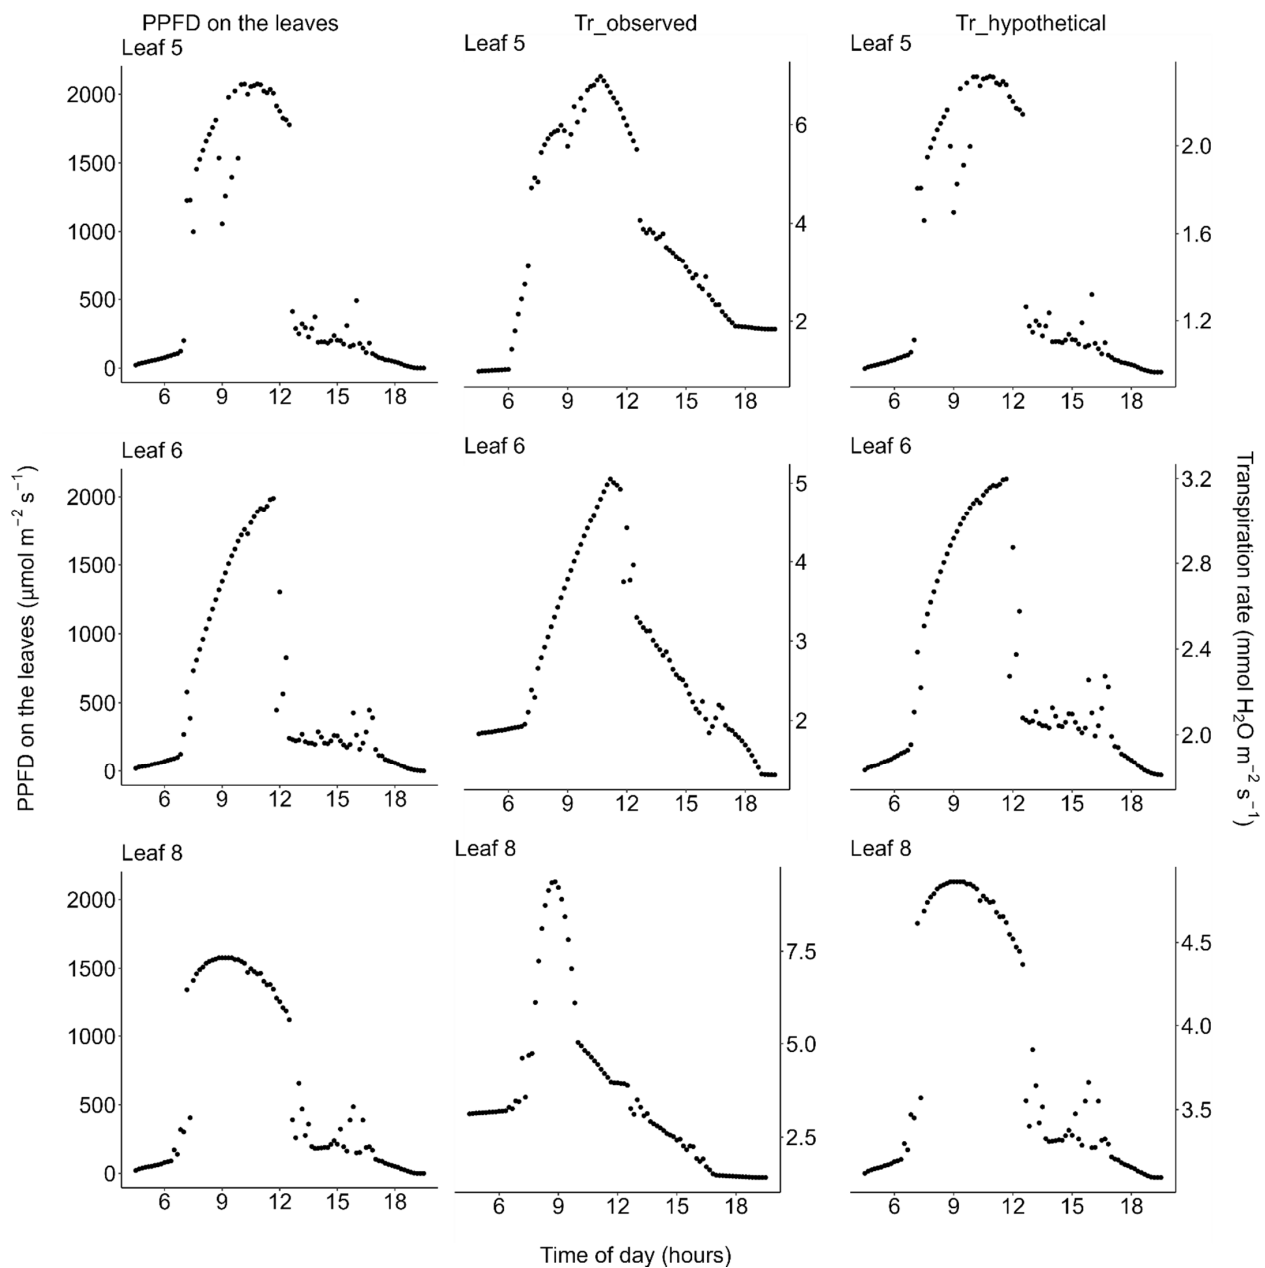 PPFD on the leaves Tr_observed Tr_hypothetical
Leaf 5 Leaf 5 Leaf 5
2000
1500
1000
500
0
6 9 12 15 18
6
4
2
6 9 12 15 18
2.0
1.6
1.2
6 9 12 15 18
Leaf 6 Leaf 6 Leaf 6
2000
1500
1000
500
0
6 9 12 15 18
5
4
3
2
6 9 12 15 18
3.2
2.8
2.4
2.0
6 9 12 15 18
Leaf 8 Leaf 8 Leaf 8
2000
1500
1000
500
0
6 9 12 15 18
7.5
5.0
2.5
6 9 12 15 18
4.5
4.0
3.5
6 9 12 15 18
PPFD on the leaves (μmol m⁻² s⁻¹)
Transpiration rate (mmol H₂O m⁻² s⁻¹)
Time of day (hours)